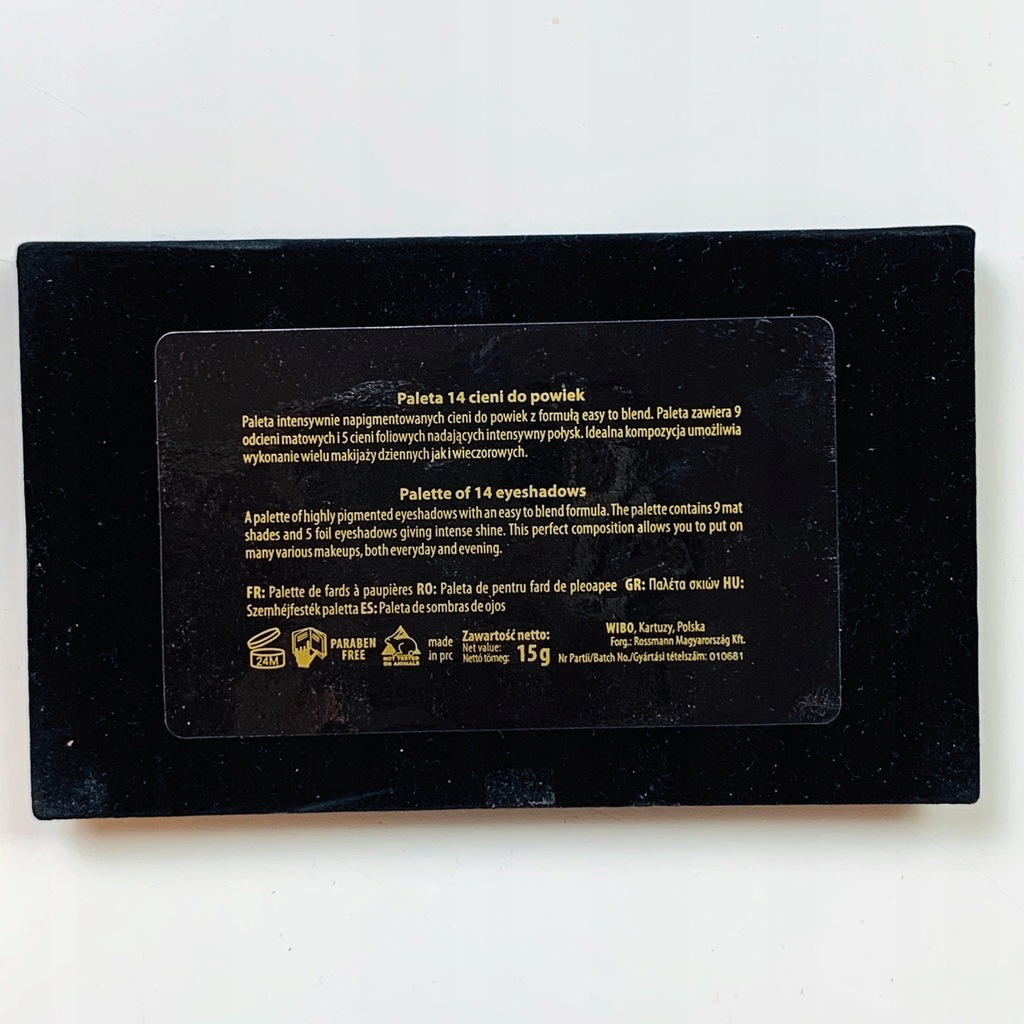 Paleta 14 cieni do powiek
Paleta intensywnie napigmentowanych cieni do powiek z formułą easy to blend. Paleta zawiera 9
odcieni matowych i 5 cieni foliowych nadających intensywny połysk. Idealna kompozycja umożliwia
wykonanie wielu makijaży dziennych jak i wieczorowych.
Palette of 14 eyeshadows
A palette of highly pigmented eyeshadows with an easy to blend formula. The palette contains 9 mat
shades and 5 foil eyeshadows giving intense shine. This perfect composition allows you to put on
many various makeups, both everyday and evening.
FR: Palette de fards à paupières RO: Paleta de pentru fard de pleoapee GR: Παλέτα σκιών HU:
Szemhéjfesték paletta ES: Paleta de sombras de ojos
24M
PARABEN
FREE
NOT TESTED
ON ANIMALS
made
in prc
Zawartość netto:
Net value:
Nettó tömeg: 15g
WIBO, Kartuzy, Polska
Forg.: Rossmann Magyarország Kft.
Nr Partii/Batch No./Gyártási tételszám: 010681